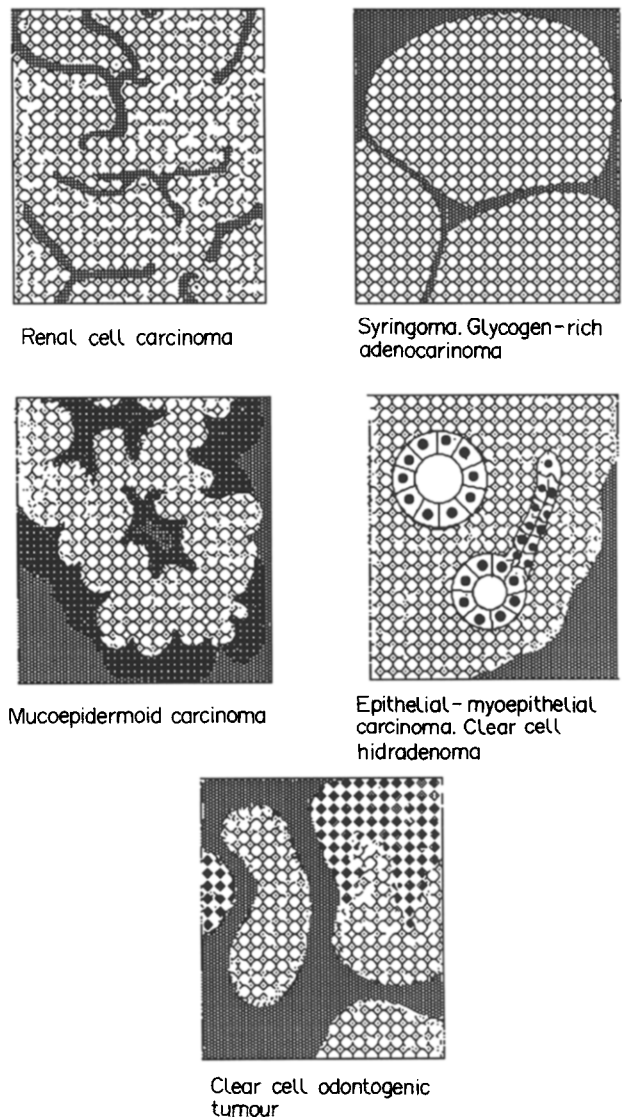 Renal cell carcinoma
Syringoma. Glycogen-rich
adenocarinoma
Mucoepidermoid carcinoma
Epithelial-myoepithelial
carcinoma. Clear cell
hidradenoma
Clear cell odontogenic
tumour